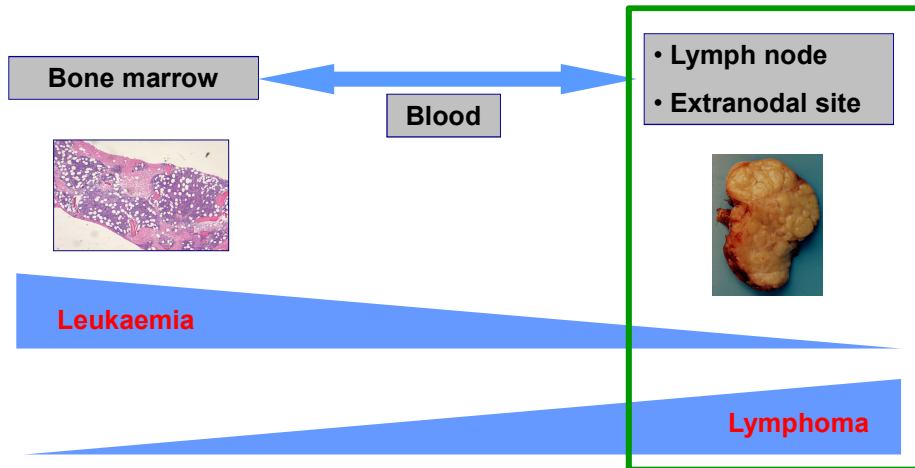 Bone marrow
Blood
• Lymph node
• Extranodal site
Leukaemia
Lymphoma